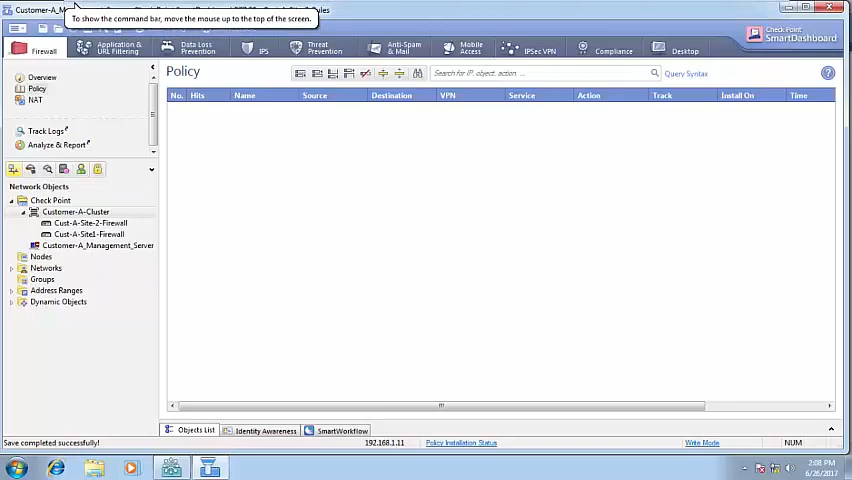 Customer-A_M
Rules
To show the command bar, move the mouse up to the top of the screen.
Check Point
SmartDashboard
Firewall
Application &
URL Filtering
Data Loss
Prevention
IPS
Threat
Prevention
Anti-Spam
& Mail
Mobile
Access
IPSec VPN
Compliance
Desktop
Overview
Policy
NAT
Track Logs
Analyze & Report
Policy
Search for IP, object, action ...
Query Syntax
No. Hits Name Source Destination VPN Service Action Track Install On Time
Network Objects
Check Point
Customer-A-Cluster
Cust-A-Site-2-Firewall
Cust-A-Site1-Firewall
Customer-A_Management_Server
Nodes
Networks
Groups
Address Ranges
Dynamic Objects
Objects List Identity Awareness SmartWorkflow
Save completed successfully! 192.168.1.11 Policy Installation Status Write Mode NUM
2:08 PM
6/26/2017